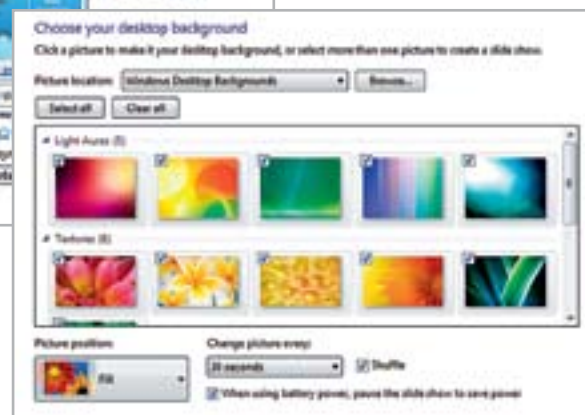 Choose your desktop background
Click a picture to make it your desktop background, or select more than one picture to create a slide show.
Picture location: Windows Desktop Backgrounds Browse...
Select all Clear all
Light Auras (5)
Textures (6)
Picture position: Change picture every:
Fill 30 seconds Shuffle
When using battery power, pause the slide show to save power